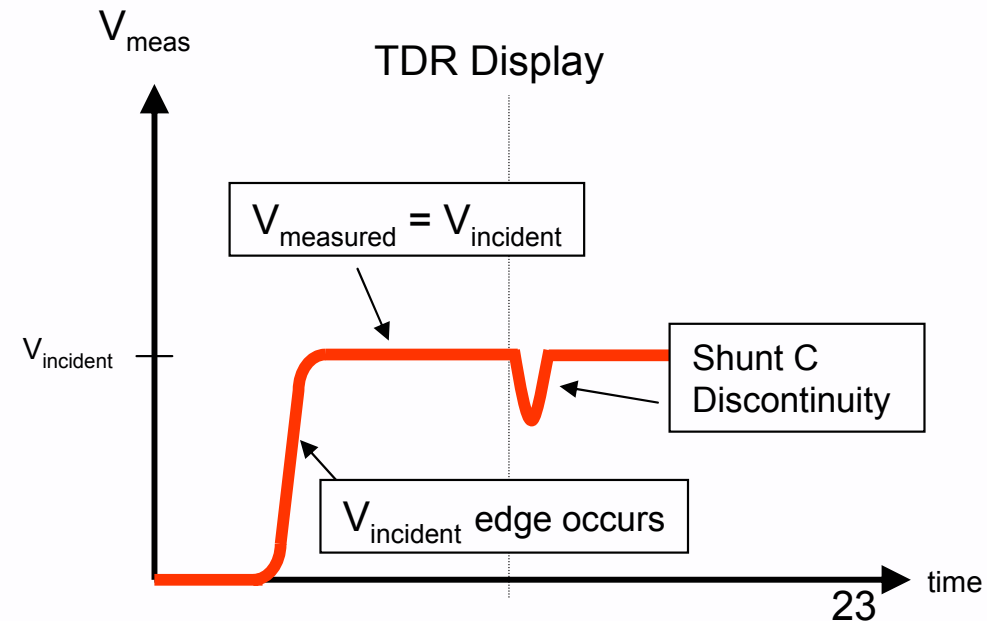 V_meas
TDR Display
V_measured = V_incident
V_incident
Shunt C
Discontinuity
V_incident edge occurs
time
23